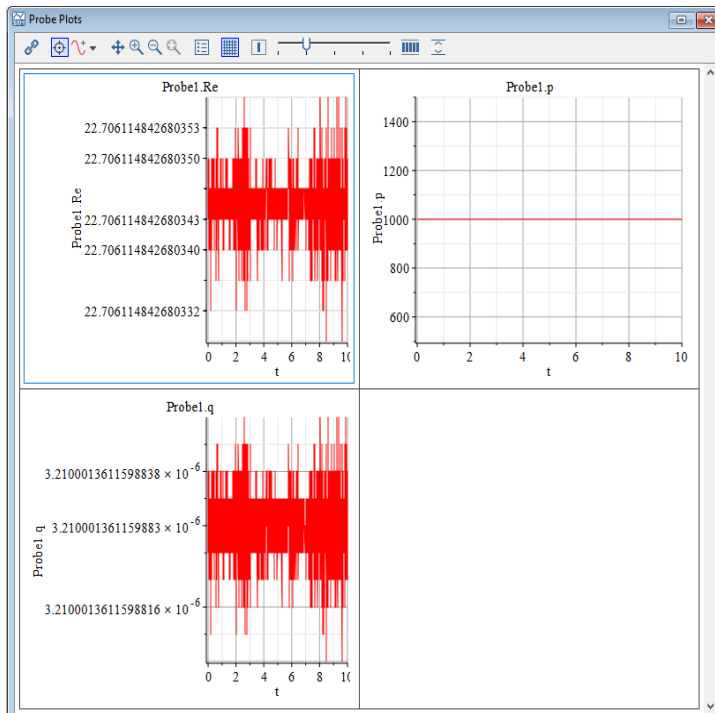 Probe Plots
Probe1.Re
22.706114842680353
22.706114842680350
22.706114842680343
22.706114842680340
22.706114842680332
Probe1.Re
0 2 4 6 8 10
t
Probe1.p
1400
1200
1000
800
600
Probe1.p
0 2 4 6 8 10
t
Probe1.q
3.2100013611598838 × 10⁻⁶
3.210001361159883 × 10⁻⁶
3.2100013611598816 × 10⁻⁶
Probe1.q
0 2 4 6 8 10
t